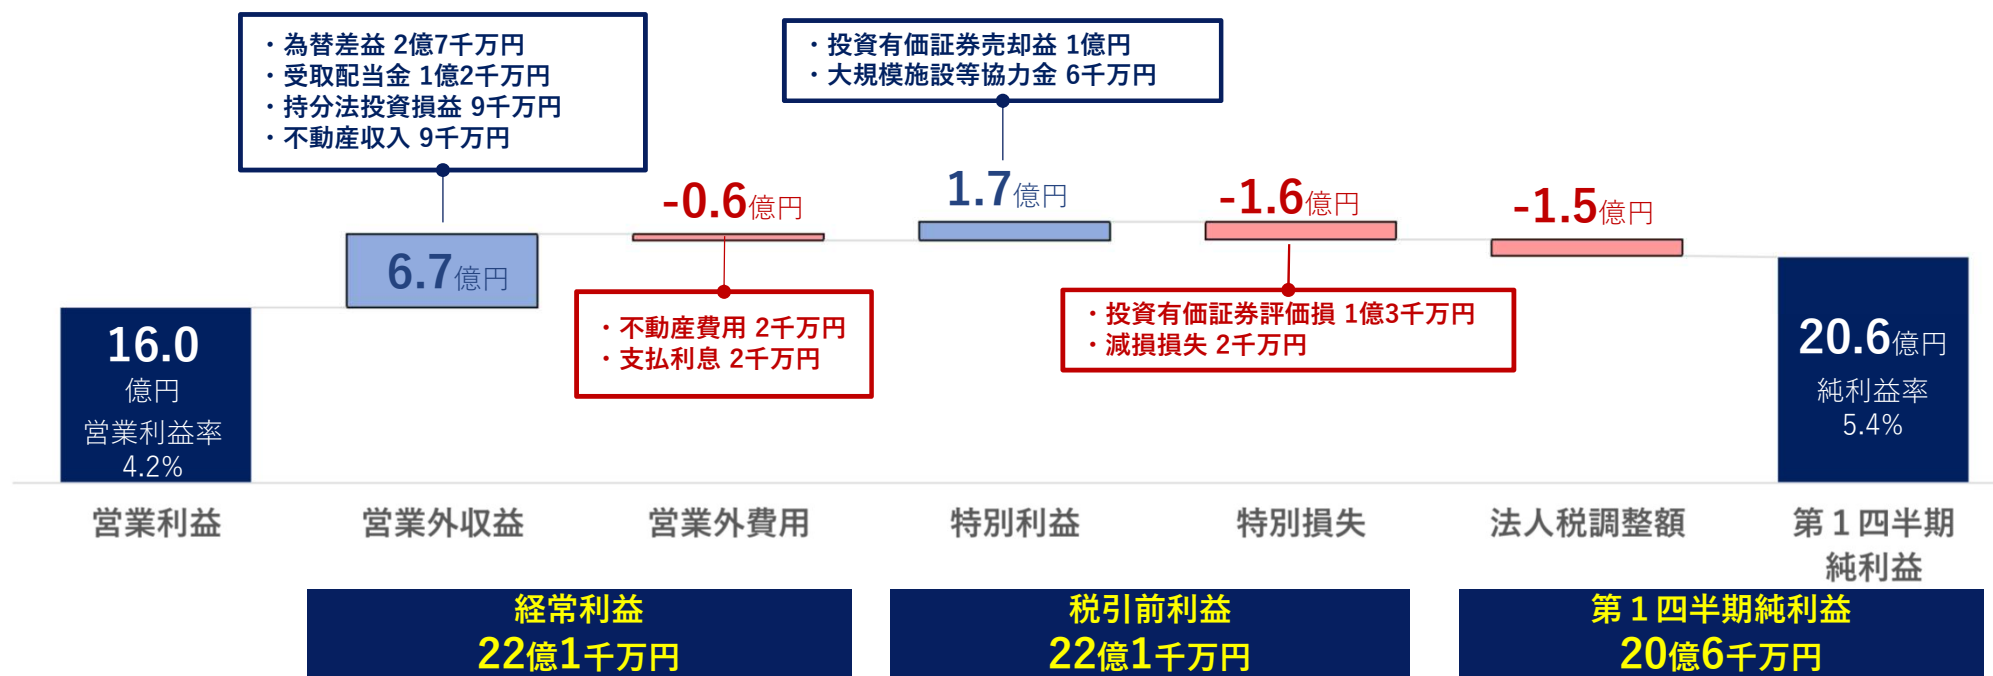 ・為替差益 2億7千万円
・受取配当金 1億2千万円
・持分法投資損益 9千万円
・不動産収入 9千万円
・投資有価証券売却益 1億円
・大規模施設等協力金 6千万円
6.7億円
-0.6億円
1.7億円
-1.6億円
-1.5億円
・不動産費用 2千万円
・支払利息 2千万円
・投資有価証券評価損 1億3千万円
・減損損失 2千万円
16.0
億円
営業利益率
4.2%
20.6億円
純利益率
5.4%
営業利益
営業外収益
営業外費用
特別利益
特別損失
法人税調整額
第1四半期
純利益
経常利益
22億1千万円
税引前利益
22億1千万円
第1四半期純利益
20億6千万円